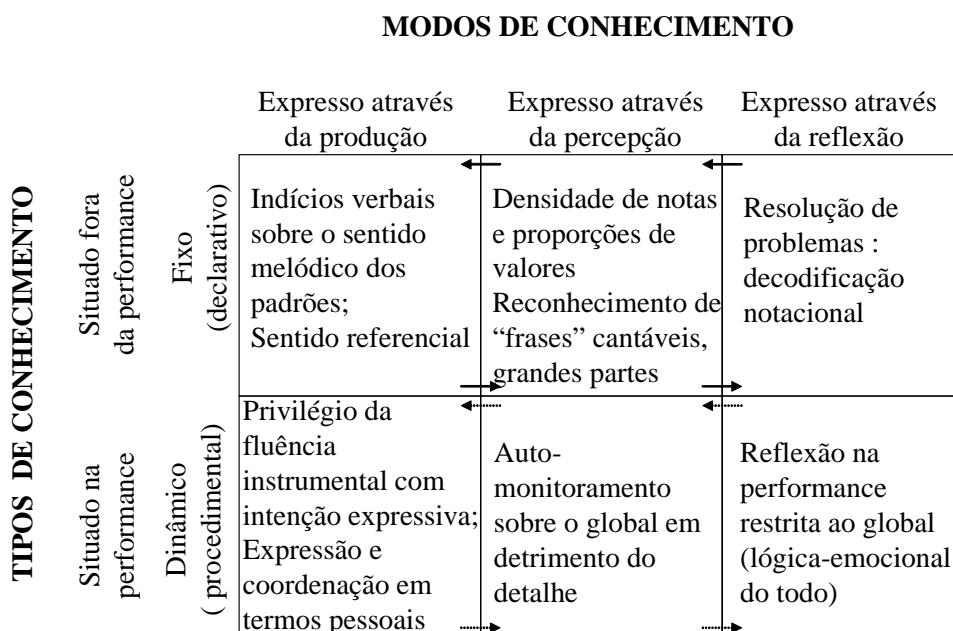 MODOS DE CONHECIMENTO
Expresso através
da produção
Expresso através
da percepção
Expresso através
da reflexão
TIPOS DE CONHECIMENTO
Situado fora
da performance
Fixo
(declarativo)
Indícios verbais
sobre o sentido
melódico dos
padrões;
Sentido referencial
Densidade de notas
e proporções de
valores
Reconhecimento de
“frases” cantáveis,
grandes partes
Resolução de
problemas :
decodificação
notacional
Situado na
performance
Dinâmico
( procedimental)
Privilégio da
fluência
instrumental com
intenção expressiva;
Expressão e
coordenação em
termos pessoais
Auto-
monitoramento
sobre o global em
detrimento do
detalhe
Reflexão na
performance
restrita ao global
(lógica-emocional
do todo)